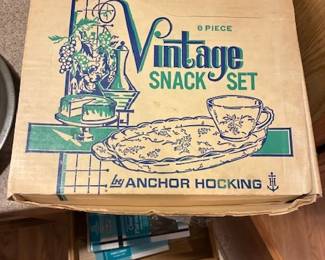 8 PIECE
Vintage
SNACK SET
by ANCHOR HOCKING